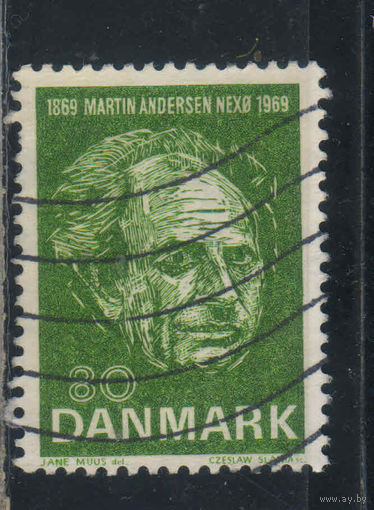 1869 MARTIN ANDERSEN NEXØ 1969
80
DANMARK
JANE MUUS del. CZESLAW SLANIA sc.
www.ay.by